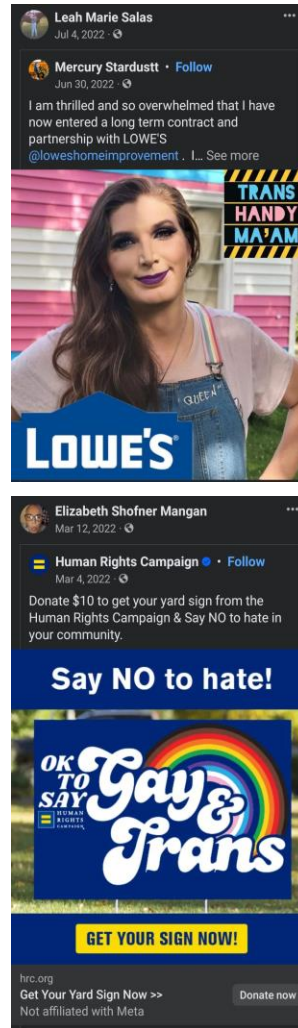 Leah Marie Salas
Jul 4, 2022 ·
Mercury Stardustt • Follow
Jun 30, 2022 ·
I am thrilled and so overwhelmed that I have
now entered a long term contract and
partnership with LOWE'S
@loweshomeimprovement . I... See more
TRANS
HANDY
MA'AM
QUEEN
LOWE'S
Elizabeth Shofner Mangan
Mar 12, 2022 ·
Human Rights Campaign • Follow
Mar 4, 2022 ·
Donate $10 to get your yard sign from the
Human Rights Campaign & Say NO to hate in
your community.
Say NO to hate!
OK
TO
SAY
HUMAN
RIGHTS
CAMPAIGN
Gay &
Trans
GET YOUR SIGN NOW!
hrc.org
Get Your Yard Sign Now >>
Not affiliated with Meta
Donate now